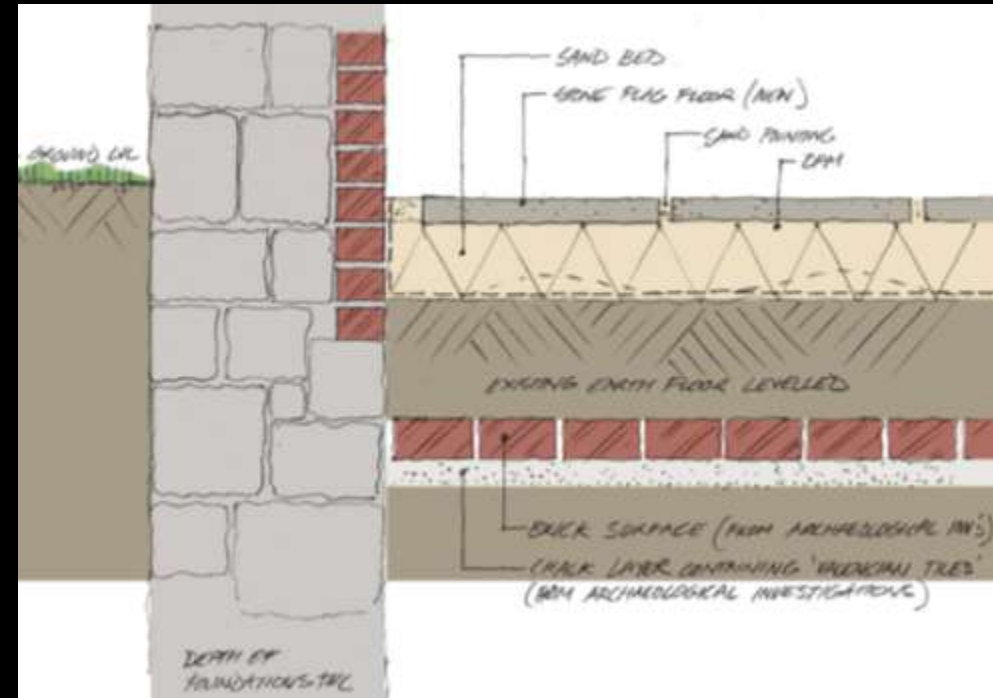 SAND BED
STONE FLAG FLOOR (NEW)
SAND POINTING
DPM
GROUND LVL
EXISTING EARTH FLOOR LEVELLED
BRICK SURFACE (FROM ARCHAEOLOGICAL INV'S)
CHALK LAYER CONTAINING 'VALENCIAN TILES'
(FROM ARCHAEOLOGICAL INVESTIGATIONS)
DEPTH OF
FOUNDATIONS TBC